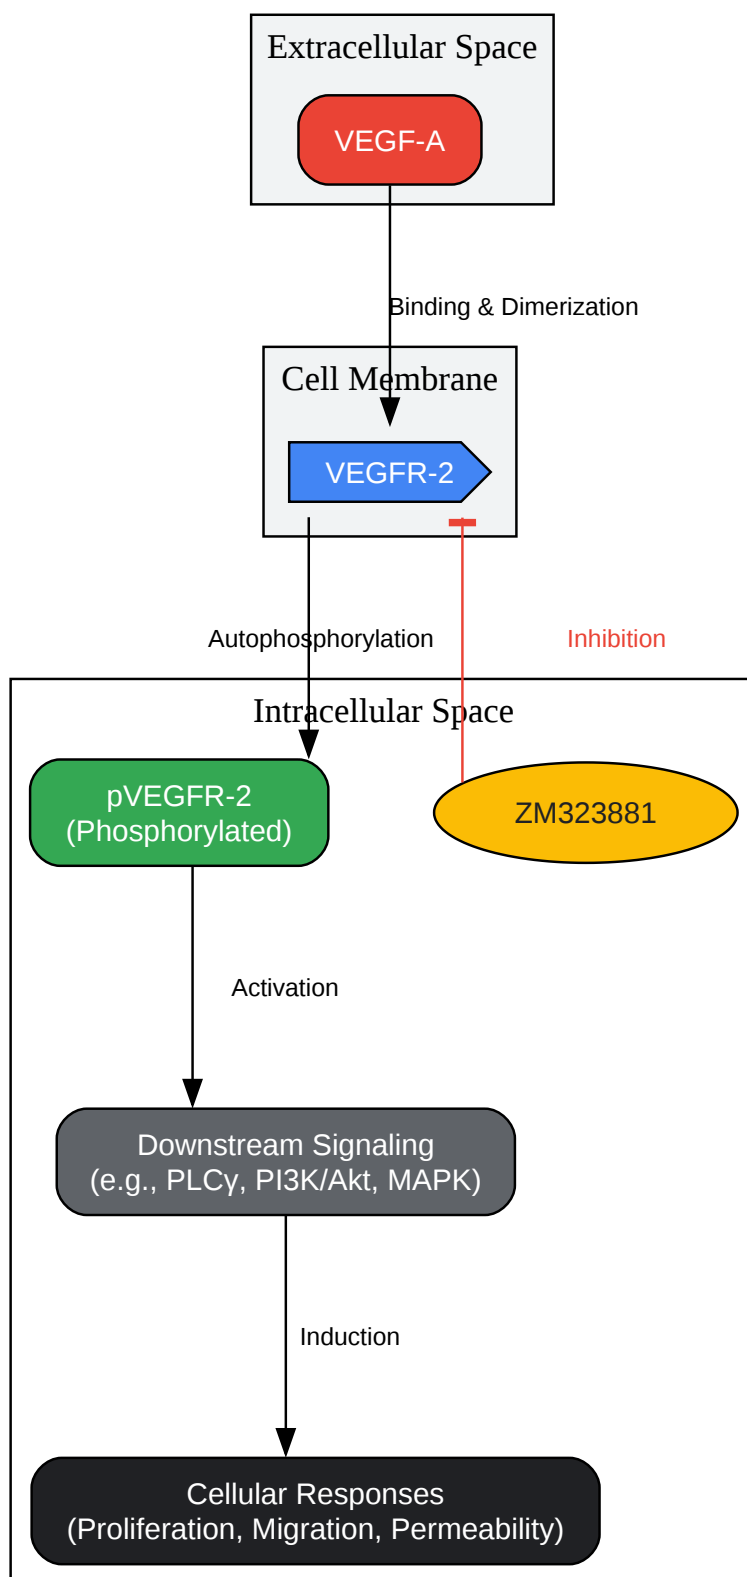 Extracellular Space
VEGF-A
Binding & Dimerization
Cell Membrane
VEGFR-2
Autophosphorylation
Inhibition
Intracellular Space
pVEGFR-2
(Phosphorylated)
ZM323881
Activation
Downstream Signaling
(e.g., PLCγ, PI3K/Akt, MAPK)
Induction
Cellular Responses
(Proliferation, Migration, Permeability)